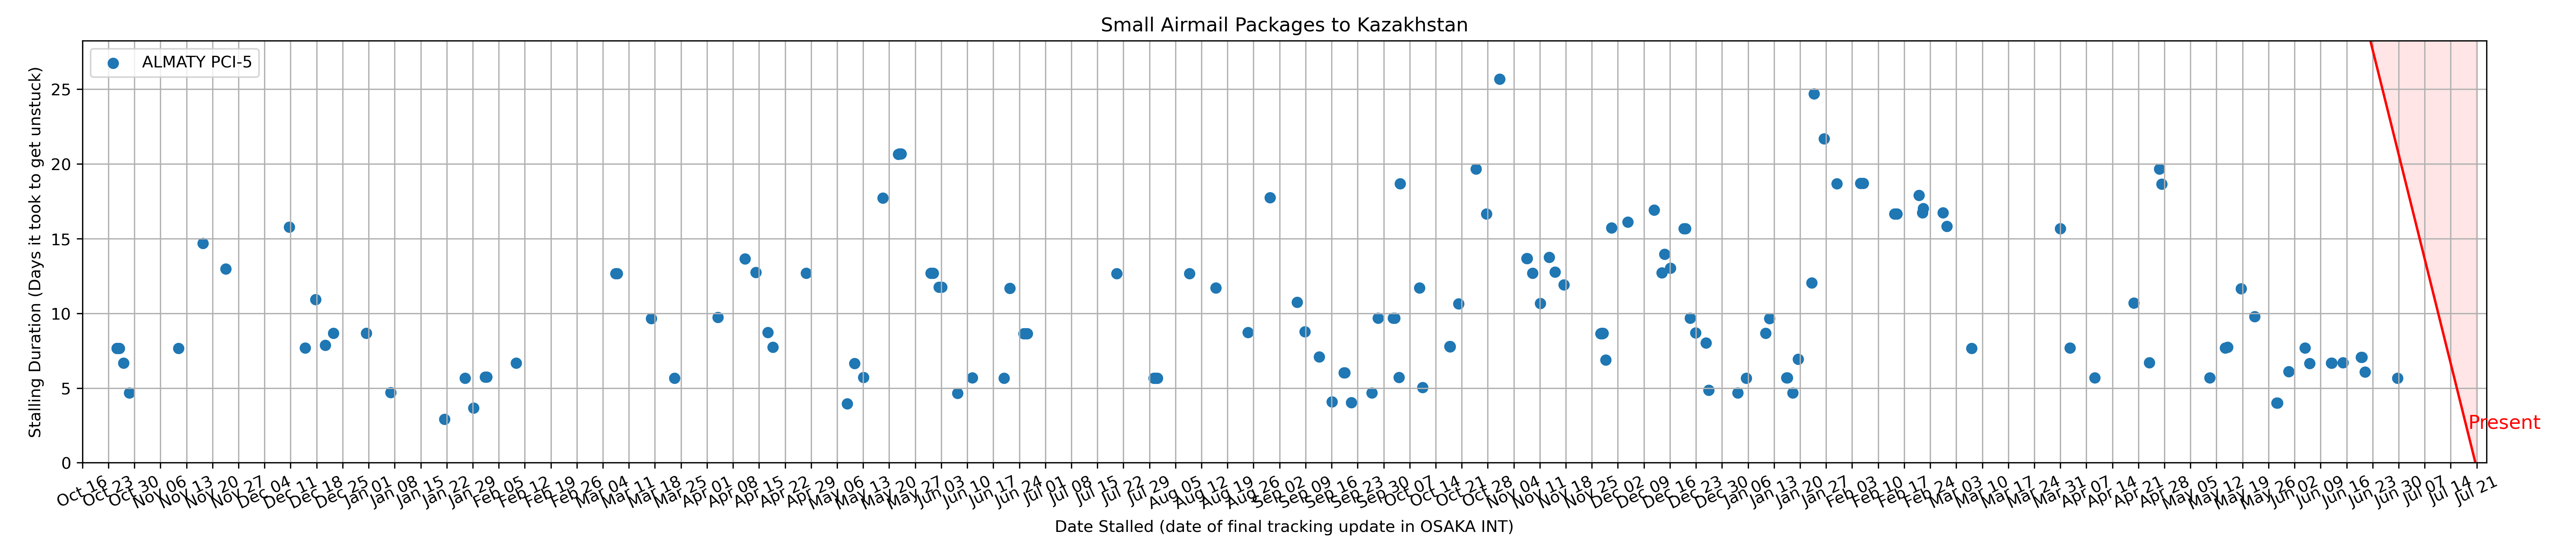 Small Airmail Packages to Kazakhstan
ALMATY PCI-5
Stalling Duration (Days it took to get unstuck)
25
20
15
10
5
0
Present
Oct 16
Oct 23
Oct 30
Nov 06
Nov 13
Nov 20
Nov 27
Dec 04
Dec 11
Dec 18
Dec 25
Jan 01
Jan 08
Jan 15
Jan 22
Jan 29
Feb 05
Feb 12
Feb 19
Feb 26
Mar 04
Mar 11
Mar 18
Mar 25
Apr 01
Apr 08
Apr 15
Apr 22
Apr 29
May 06
May 13
May 20
May 27
Jun 03
Jun 10
Jun 17
Jun 24
Jul 01
Jul 08
Jul 15
Jul 22
Jul 29
Aug 05
Aug 12
Aug 19
Aug 26
Sep 02
Sep 09
Sep 16
Sep 23
Sep 30
Oct 07
Oct 14
Oct 21
Oct 28
Nov 04
Nov 11
Nov 18
Nov 25
Dec 02
Dec 09
Dec 16
Dec 23
Dec 30
Jan 06
Jan 13
Jan 20
Jan 27
Feb 03
Feb 10
Feb 17
Feb 24
Mar 03
Mar 10
Mar 17
Mar 24
Mar 31
Apr 07
Apr 14
Apr 21
Apr 28
May 05
May 12
May 19
May 26
Jun 02
Jun 09
Jun 16
Jun 23
Jun 30
Jul 07
Jul 14
Jul 21
Date Stalled (date of final tracking update in OSAKA INT)